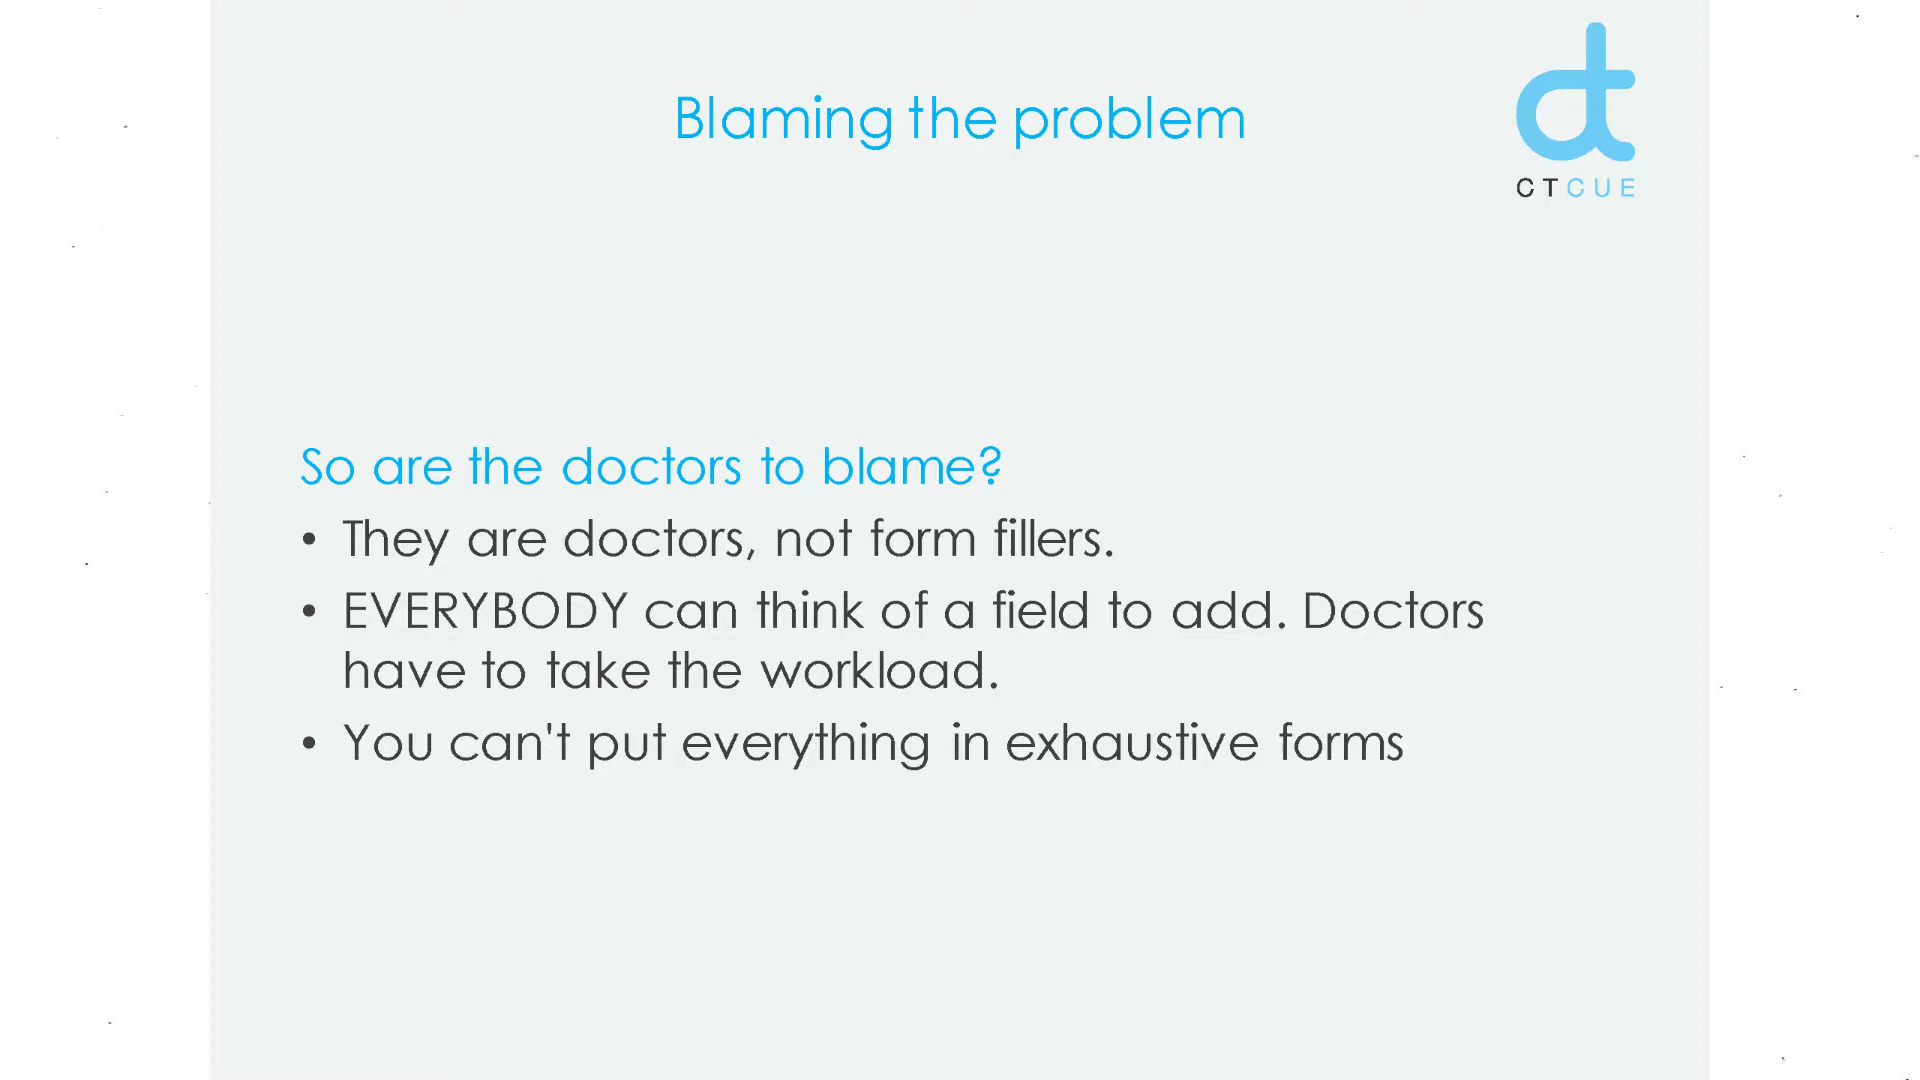 Blaming the problem
CTCUE
So are the doctors to blame?
• They are doctors, not form fillers.
• EVERYBODY can think of a field to add. Doctors
have to take the workload.
• You can't put everything in exhaustive forms